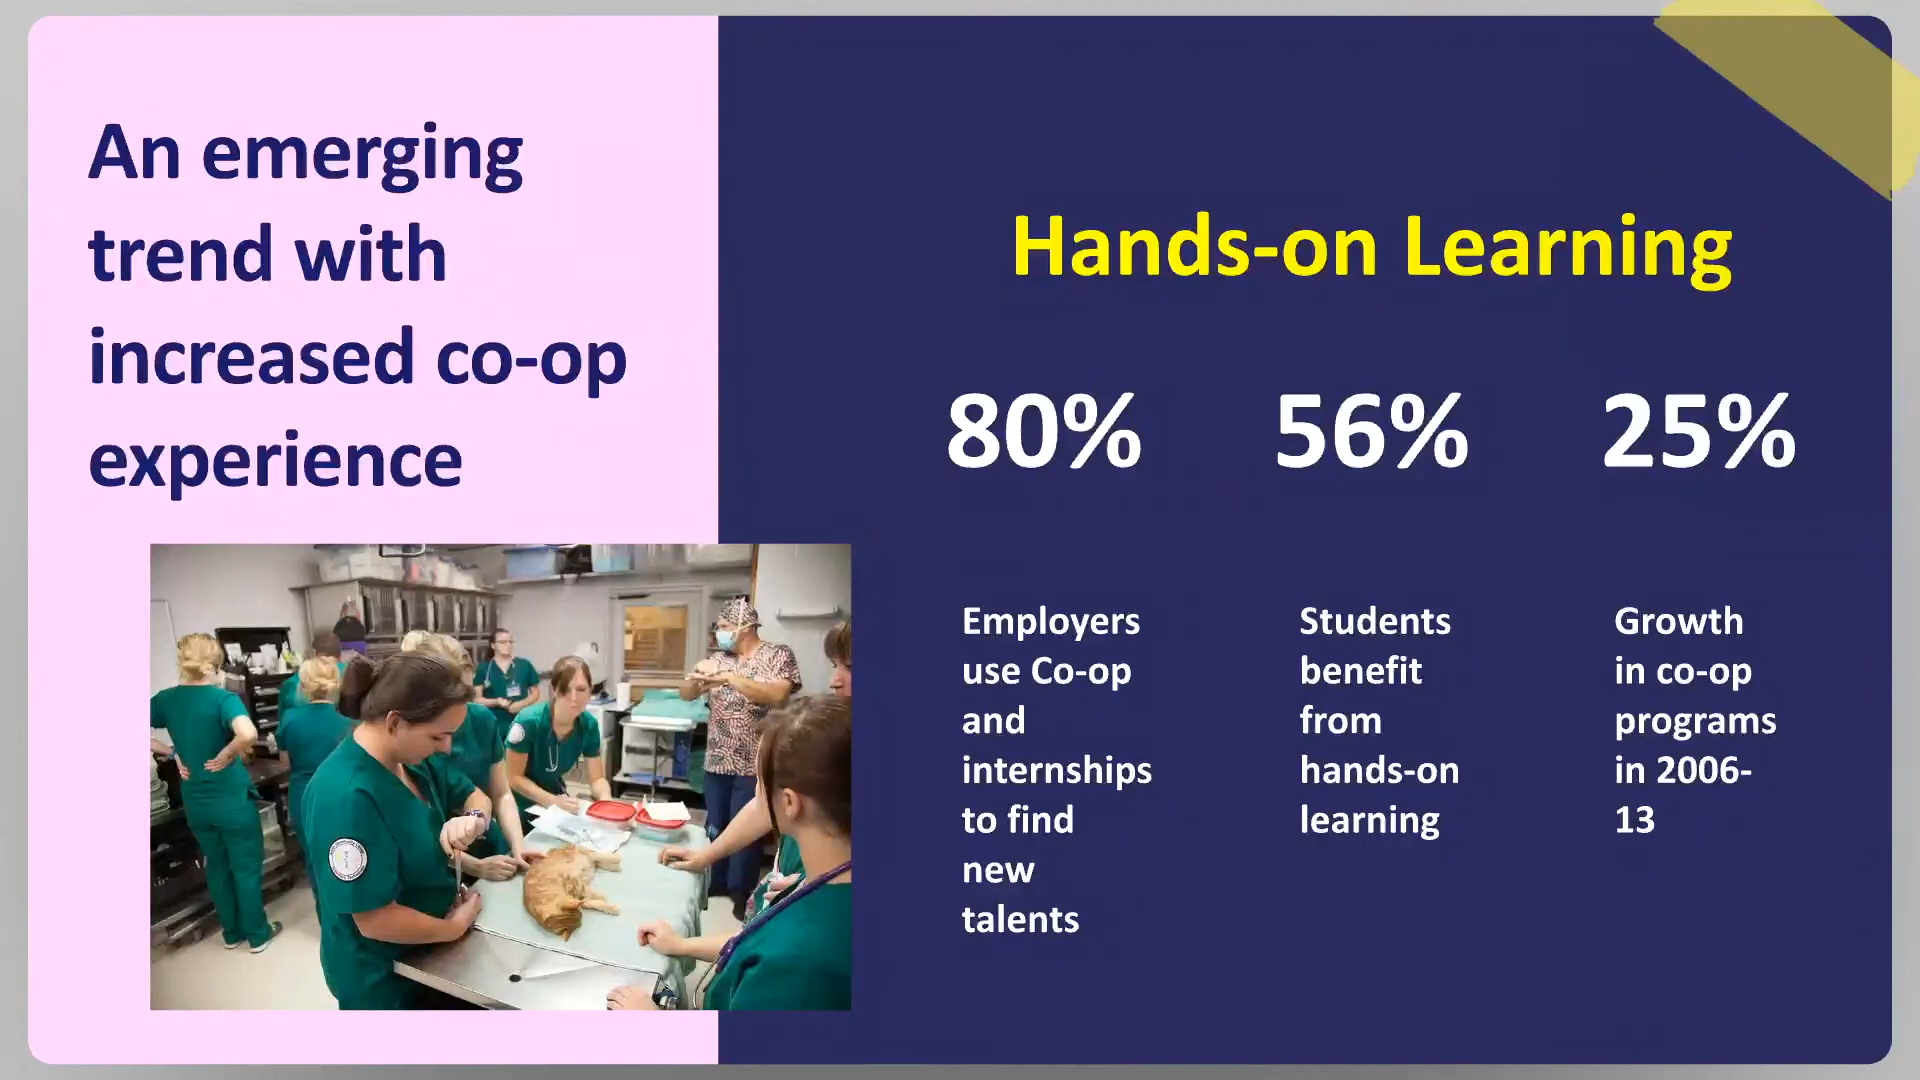 An emerging
trend with
increased co-op
experience
Hands-on Learning
80%
56%
25%
Employers
use Co-op
and
internships
to find
new
talents
Students
benefit
from
hands-on
learning
Growth
in co-op
programs
in 2006-
13